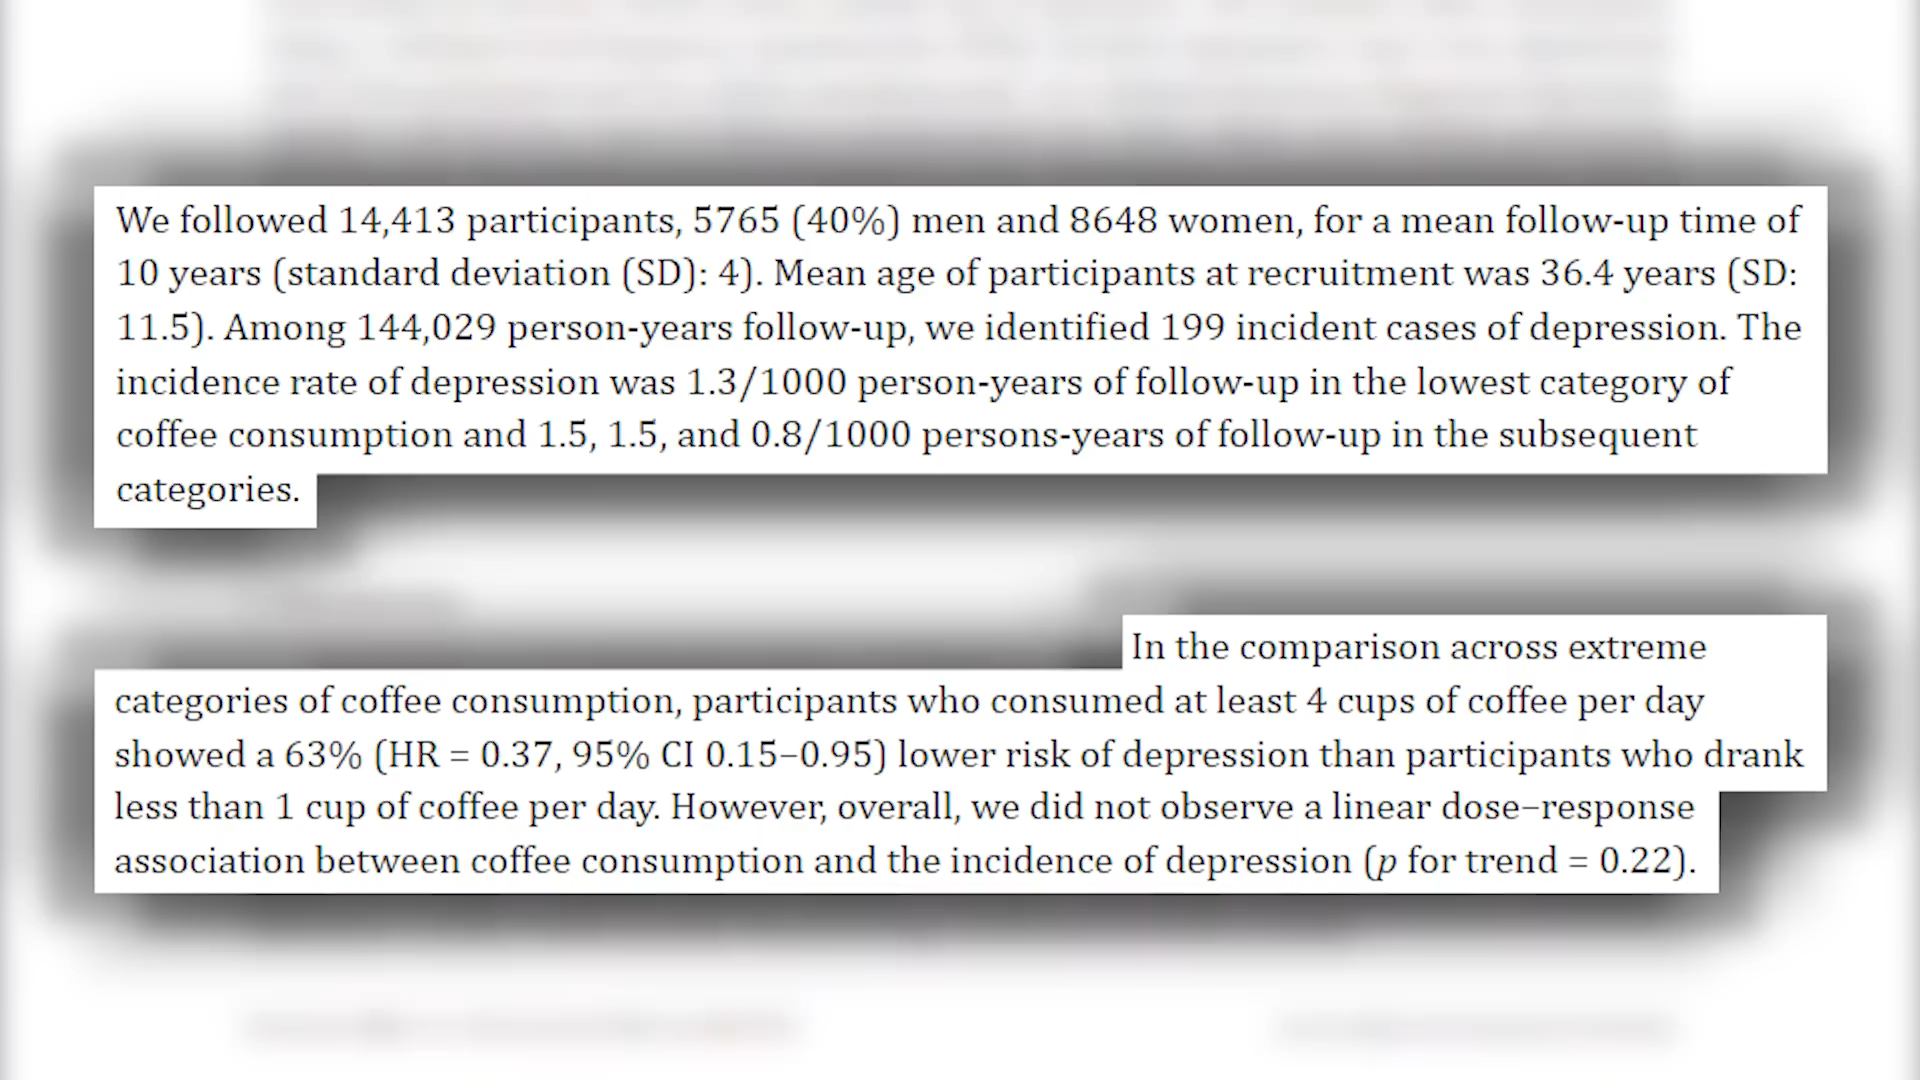 We followed 14,413 participants, 5765 (40%) men and 8648 women, for a mean follow-up time of
10 years (standard deviation (SD): 4). Mean age of participants at recruitment was 36.4 years (SD:
11.5). Among 144,029 person-years follow-up, we identified 199 incident cases of depression. The
incidence rate of depression was 1.3/1000 person-years of follow-up in the lowest category of
coffee consumption and 1.5, 1.5, and 0.8/1000 persons-years of follow-up in the subsequent
categories.
In the comparison across extreme
categories of coffee consumption, participants who consumed at least 4 cups of coffee per day
showed a 63% (HR = 0.37, 95% CI 0.15–0.95) lower risk of depression than participants who drank
less than 1 cup of coffee per day. However, overall, we did not observe a linear dose–response
association between coffee consumption and the incidence of depression (p for trend = 0.22).